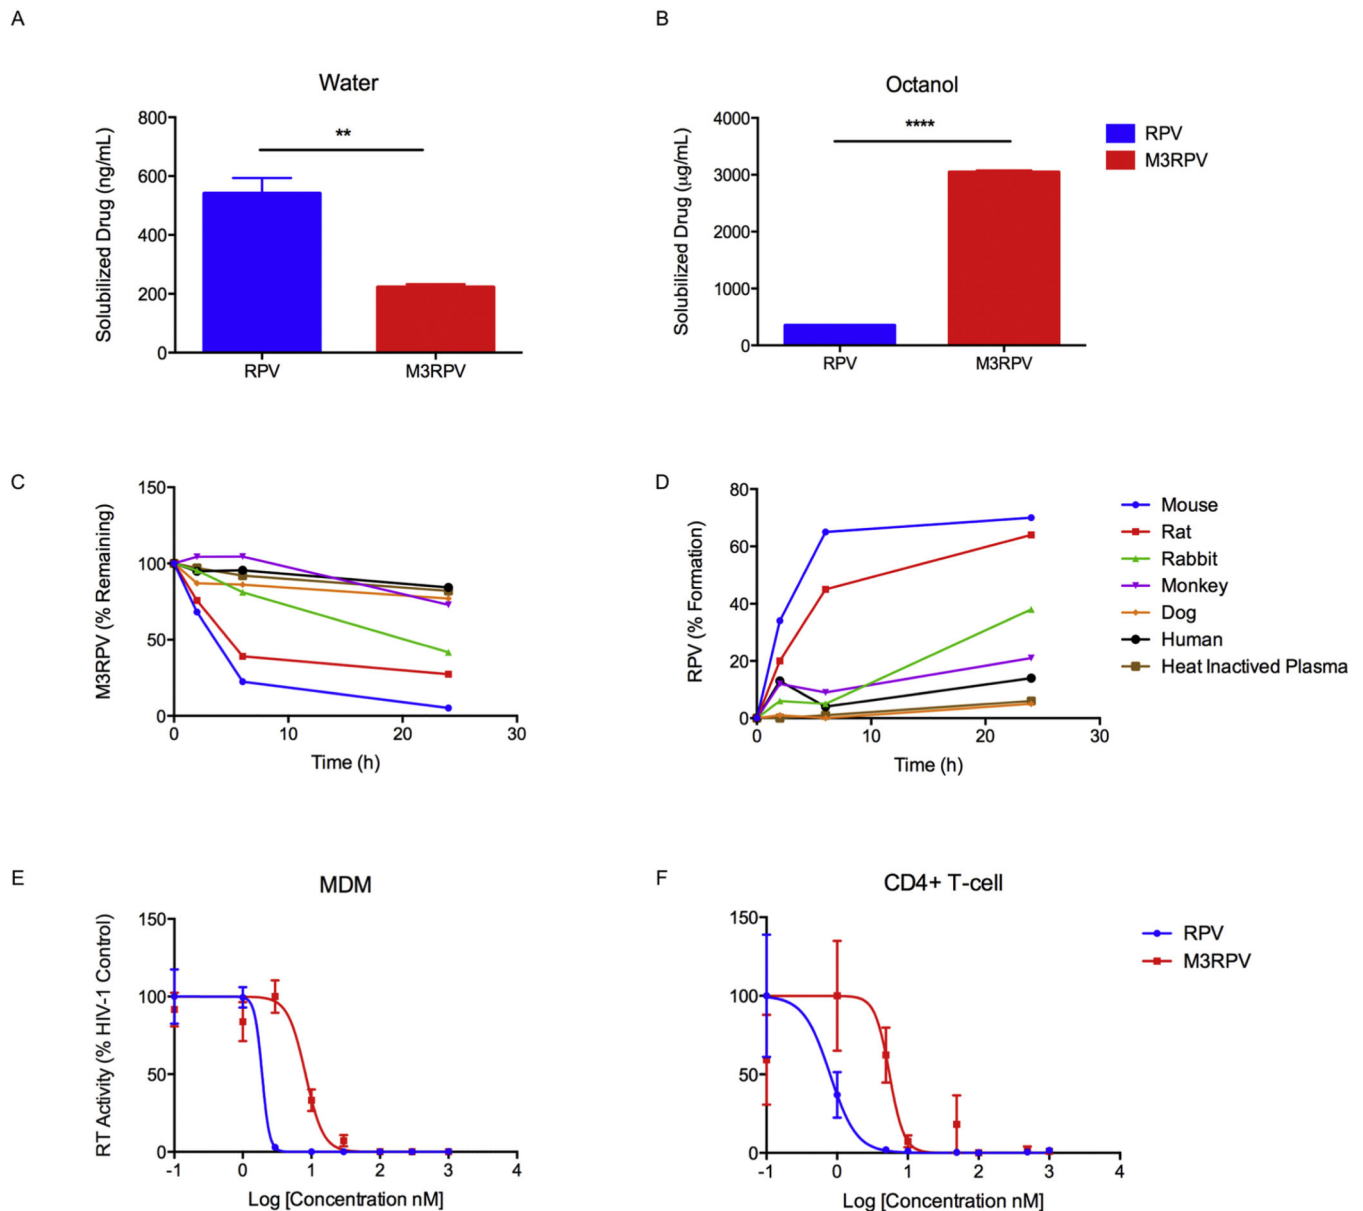 A
B
Water
Octanol
Solubilized Drug (ng/mL)
800
600
400
200
0
**
RPV
M3RPV
Solubilized Drug (µg/mL)
4000
3000
2000
1000
0
****
RPV
M3RPV
RPV
M3RPV
C
D
M3RPV (% Remaining)
150
100
50
0
0
10
20
30
Time (h)
RPV (% Formation)
80
60
40
20
0
0
10
20
30
Time (h)
Mouse
Rat
Rabbit
Monkey
Dog
Human
Heat Inactived Plasma
E
F
MDM
CD4+ T-cell
RT Activity (% HIV-1 Control)
150
100
50
0
-1
0
1
2
3
4
Log [Concentration nM]
150
100
50
0
-1
0
1
2
3
4
Log [Concentration nM]
RPV
M3RPV